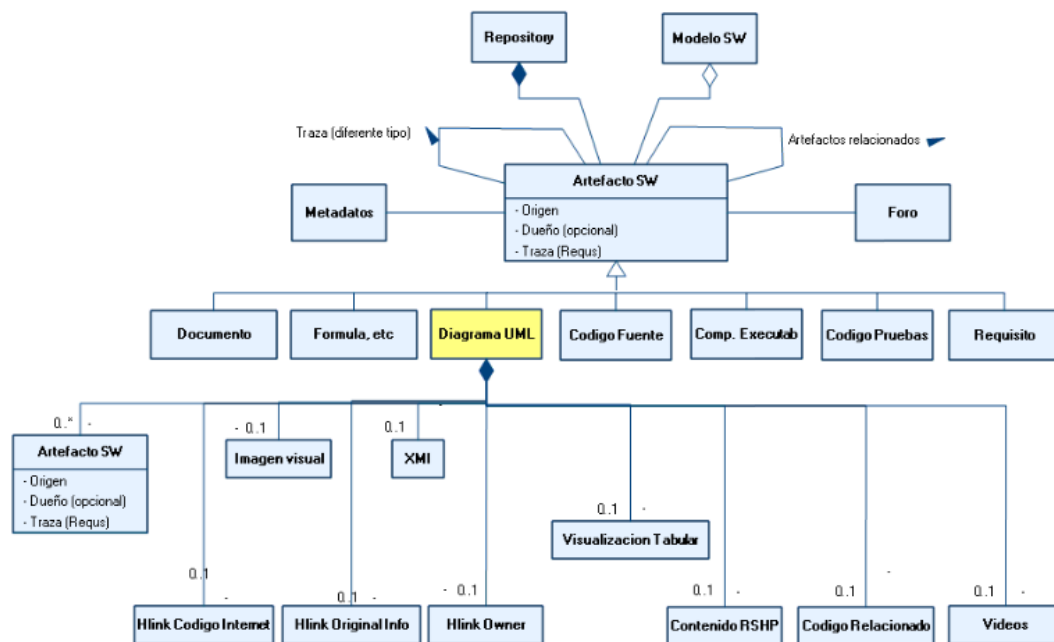 Repository
Modelo SW
Traza (diferente tipo)
Artefactos relacionados
Artefacto SW
- Origen
- Dueño (opcional)
- Traza (Requs)
Metadatos
Foro
Documento
Formula, etc
Diagrama UML
Codigo Fuente
Comp. Executab
Codigo Pruebas
Requisito
0..* -
- 0..1
0..1 -
Artefacto SW
- Origen
- Dueño (opcional)
- Traza (Requs)
Imagen visual
XMI
0..1 -
Visualizacion Tabular
0..1 -
0..1 -
- 0..1
0..1 -
0..1 -
0..1 -
Hlink Codigo Internet
Hlink Original Info
Hlink Owner
Contenido RSHP
Codigo Relacionado
Videos